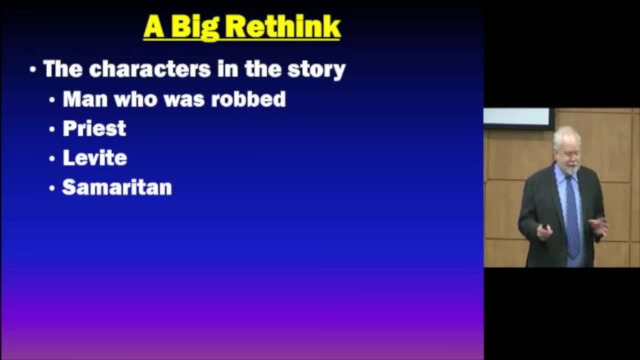 A Big Rethink
• The characters in the story
• Man who was robbed
• Priest
• Levite
• Samaritan